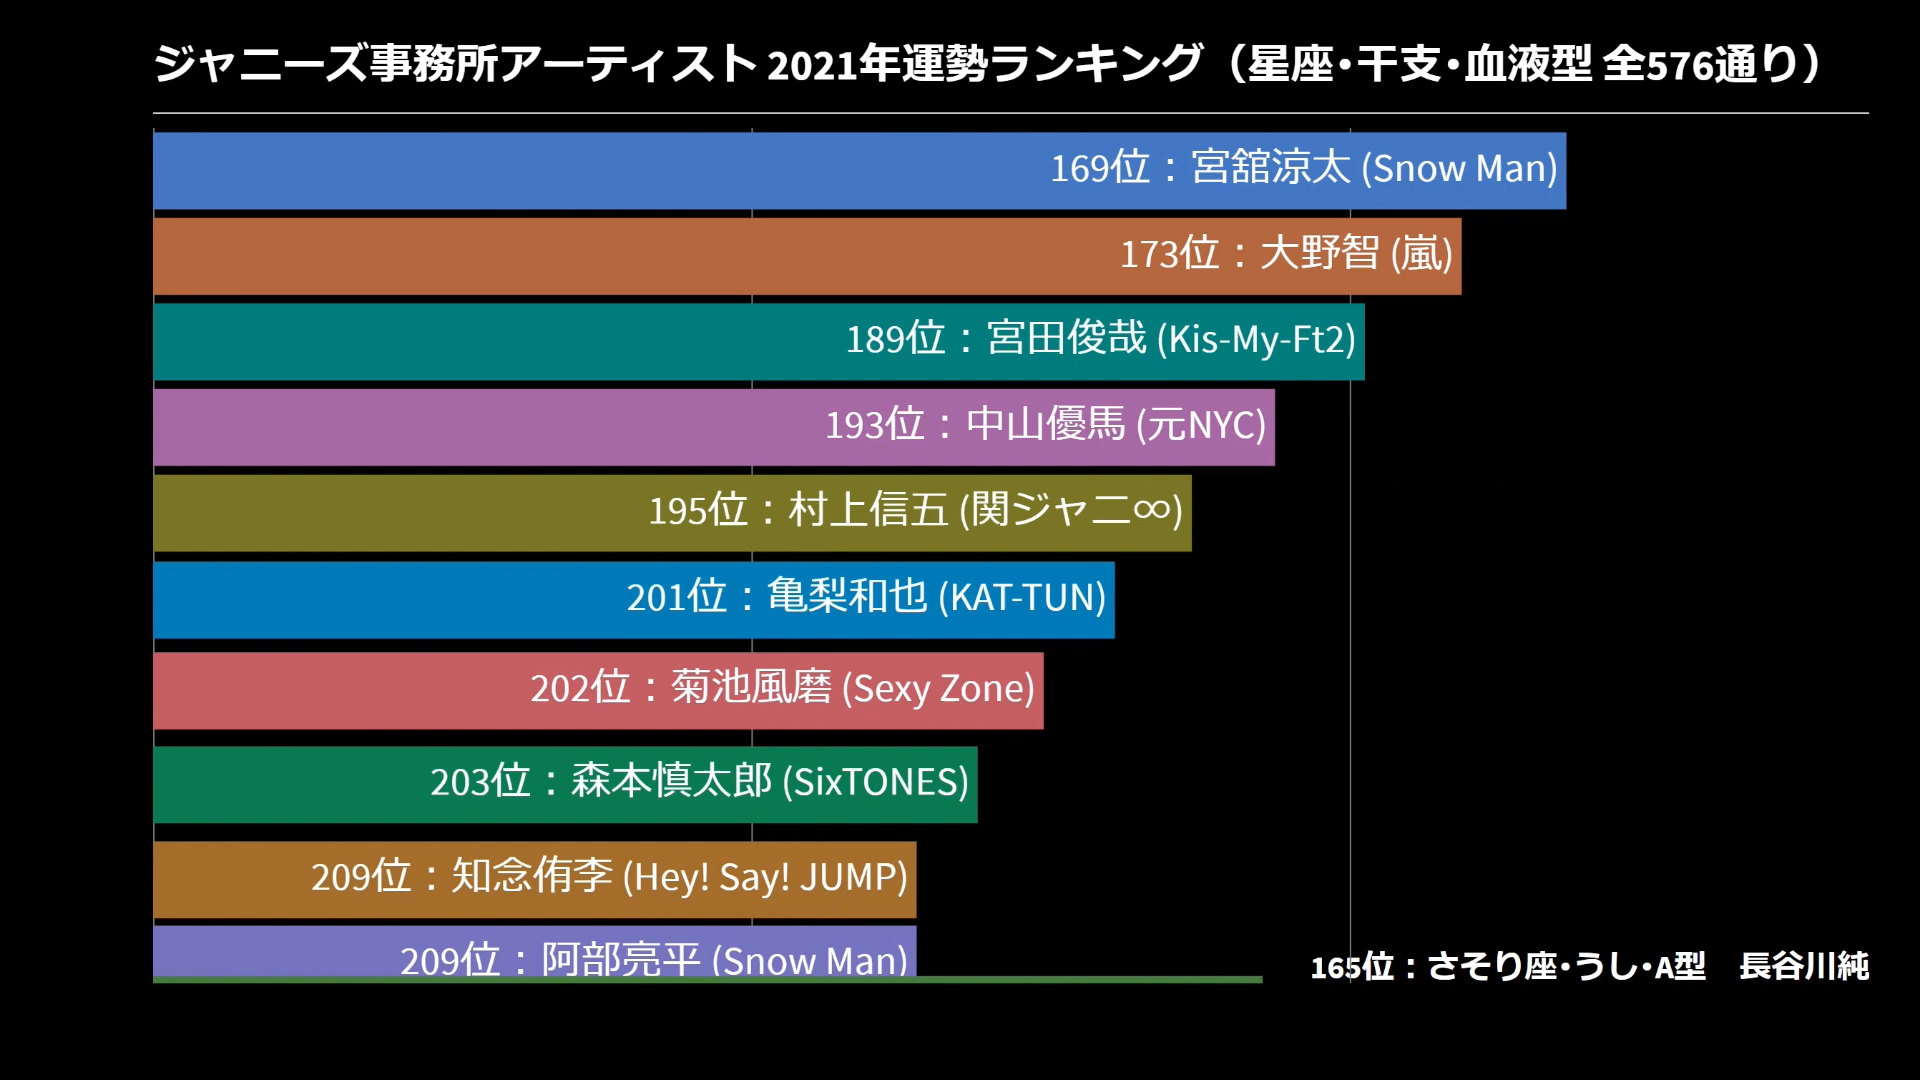 ジャニーズ事務所アーティスト 2021年運勢ランキング（星座・干支・血液型 全576通り）
169位：宮舘涼太 (Snow Man)
173位：大野智 (嵐)
189位：宮田俊哉 (Kis-My-Ft2)
193位：中山優馬 (元NYC)
195位：村上信五 (関ジャニ∞)
201位：亀梨和也 (KAT-TUN)
202位：菊池風磨 (Sexy Zone)
203位：森本慎太郎 (SixTONES)
209位：知念侑李 (Hey! Say! JUMP)
209位：阿部亮平 (Snow Man)
165位：さそり座・うし・A型　長谷川純